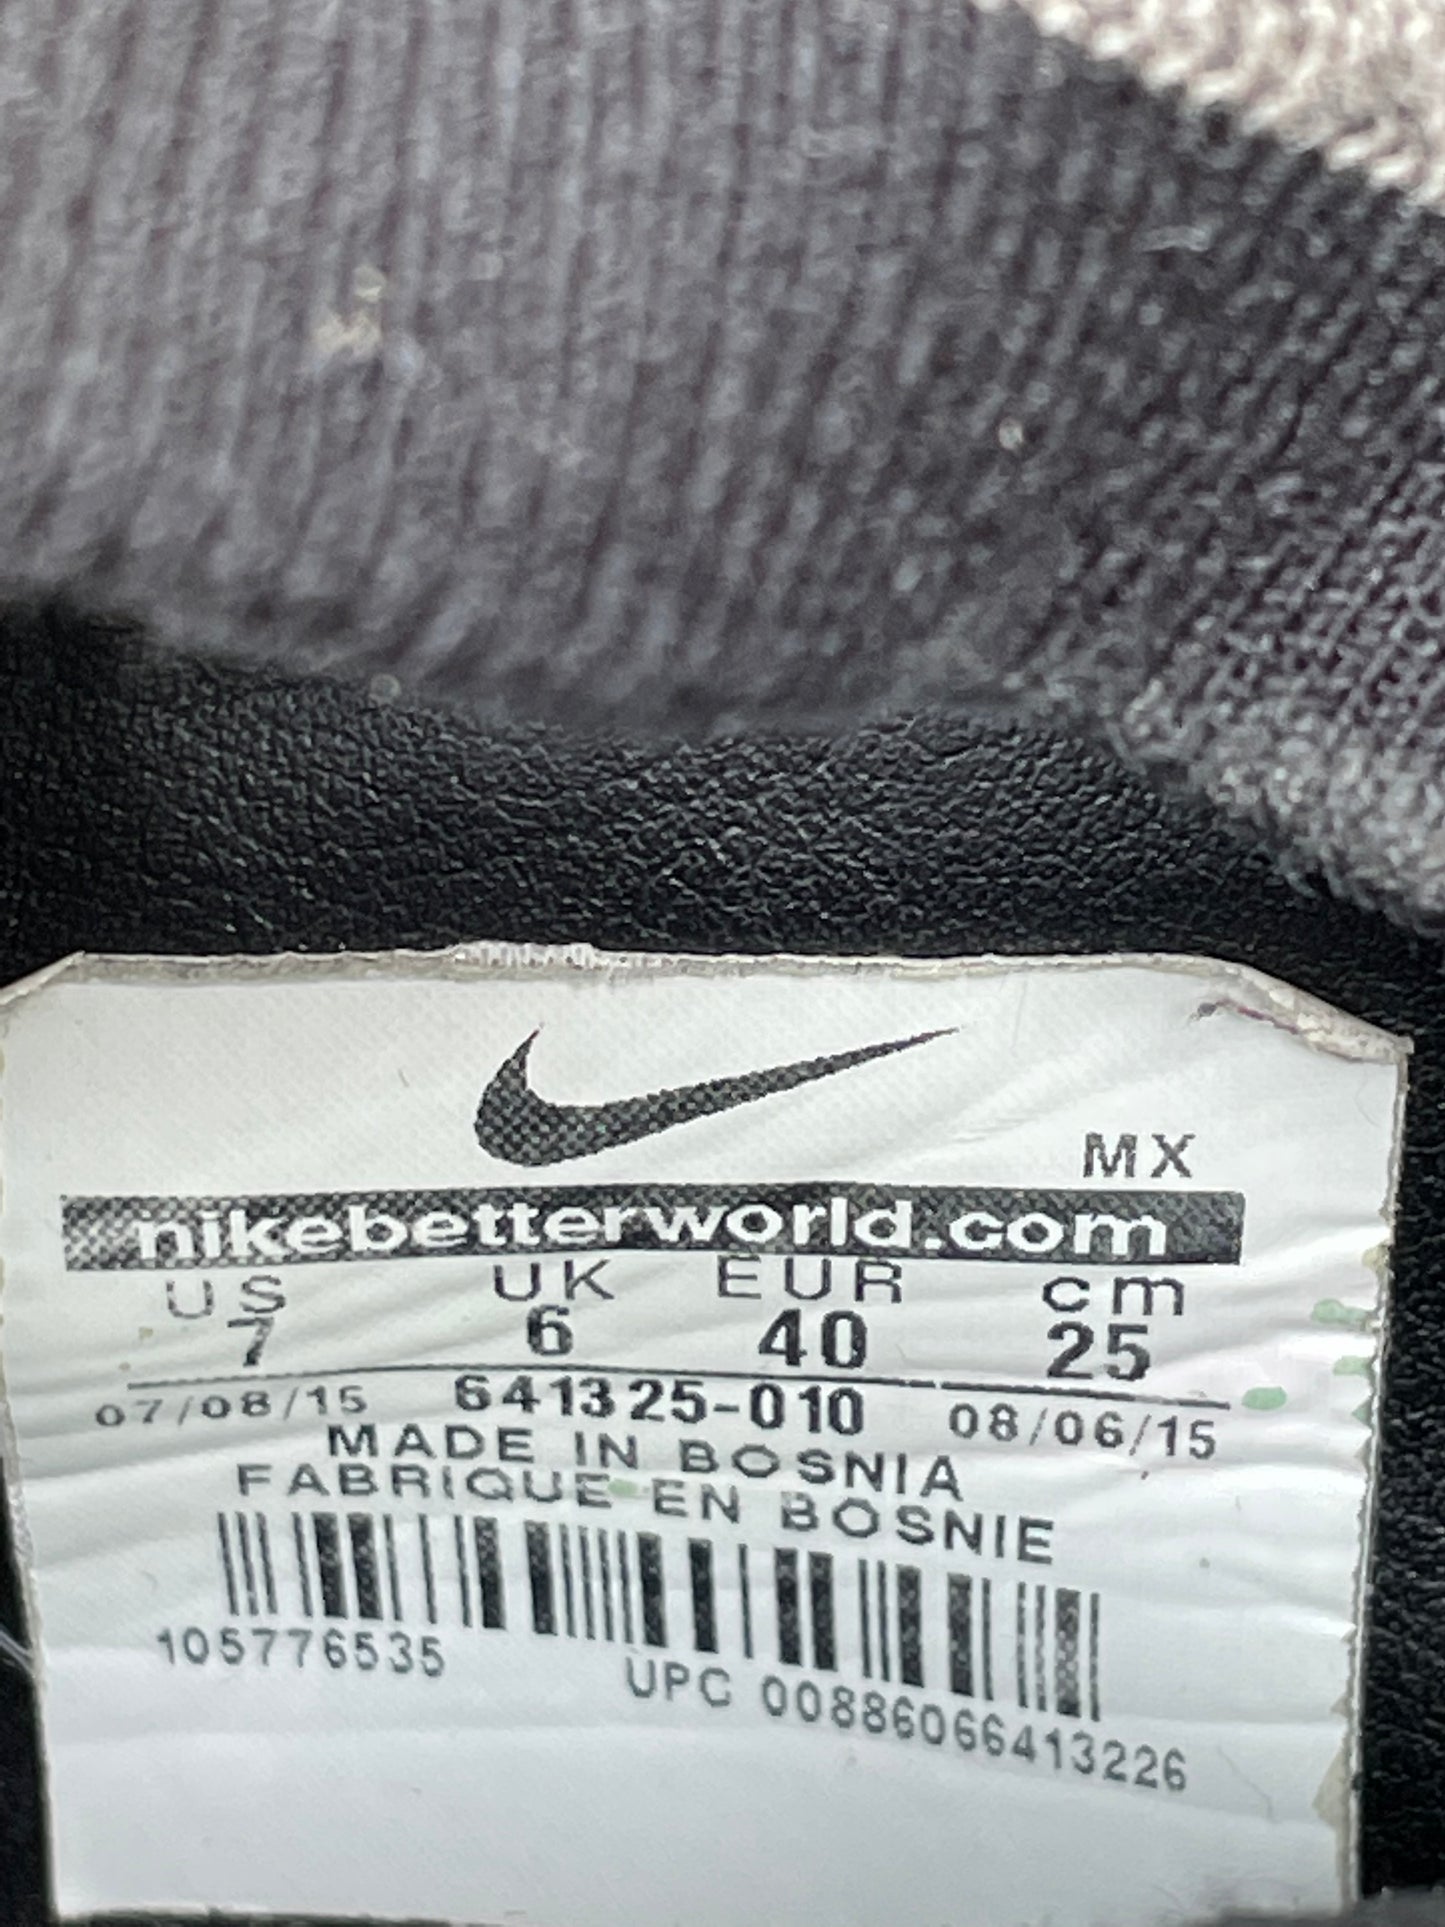 MX
nikebetterworld.com
US UK EUR cm
7 6 40 25
07/08/15 641325-010 08/06/15
MADE IN BOSNIA
FABRIQUE EN BOSNIE
105776535
UPC 00886066413226